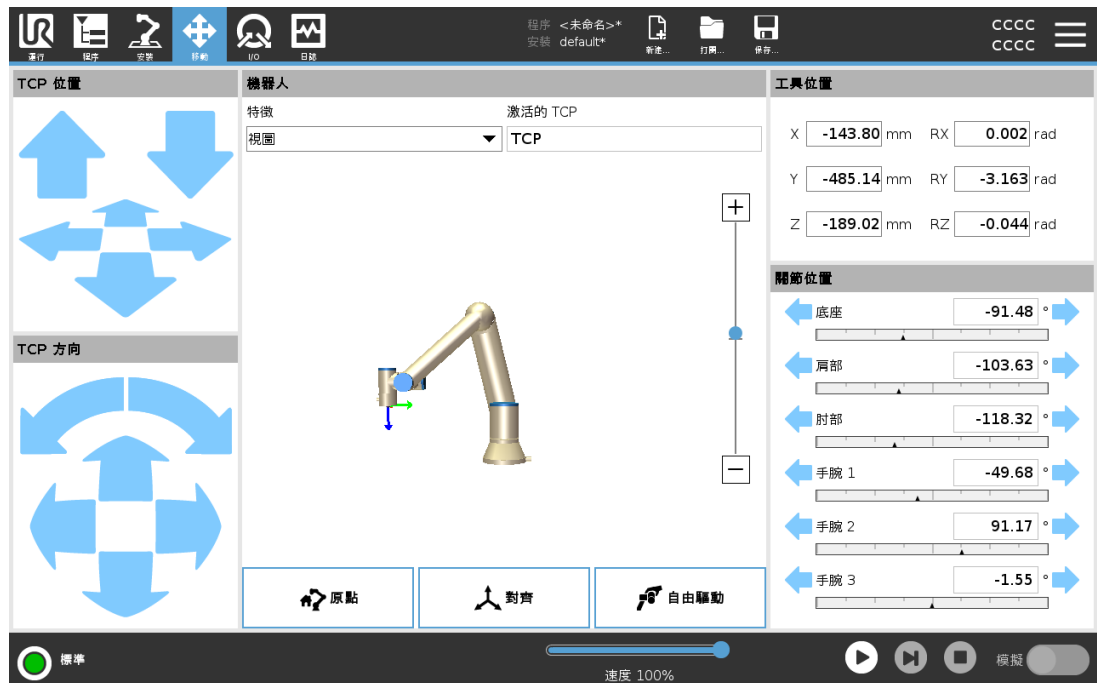 UR
運行
程序
安裝
移動
I/O
日誌
程序 <未命名>*
安裝 default*
新建...
打開...
保存...
CCCC
CCCC
TCP 位置
機器人
工具位置
特徵
激活的 TCP
視圖
TCP
X -143.80 mm RX 0.002 rad
Y -485.14 mm RY -3.163 rad
Z -189.02 mm RZ -0.044 rad
關節位置
底座 -91.48 °
肩部 -103.63 °
肘部 -118.32 °
手腕 1 -49.68 °
手腕 2 91.17 °
手腕 3 -1.55 °
TCP 方向
原點
對齊
自由驅動
標準
速度 100%
模擬